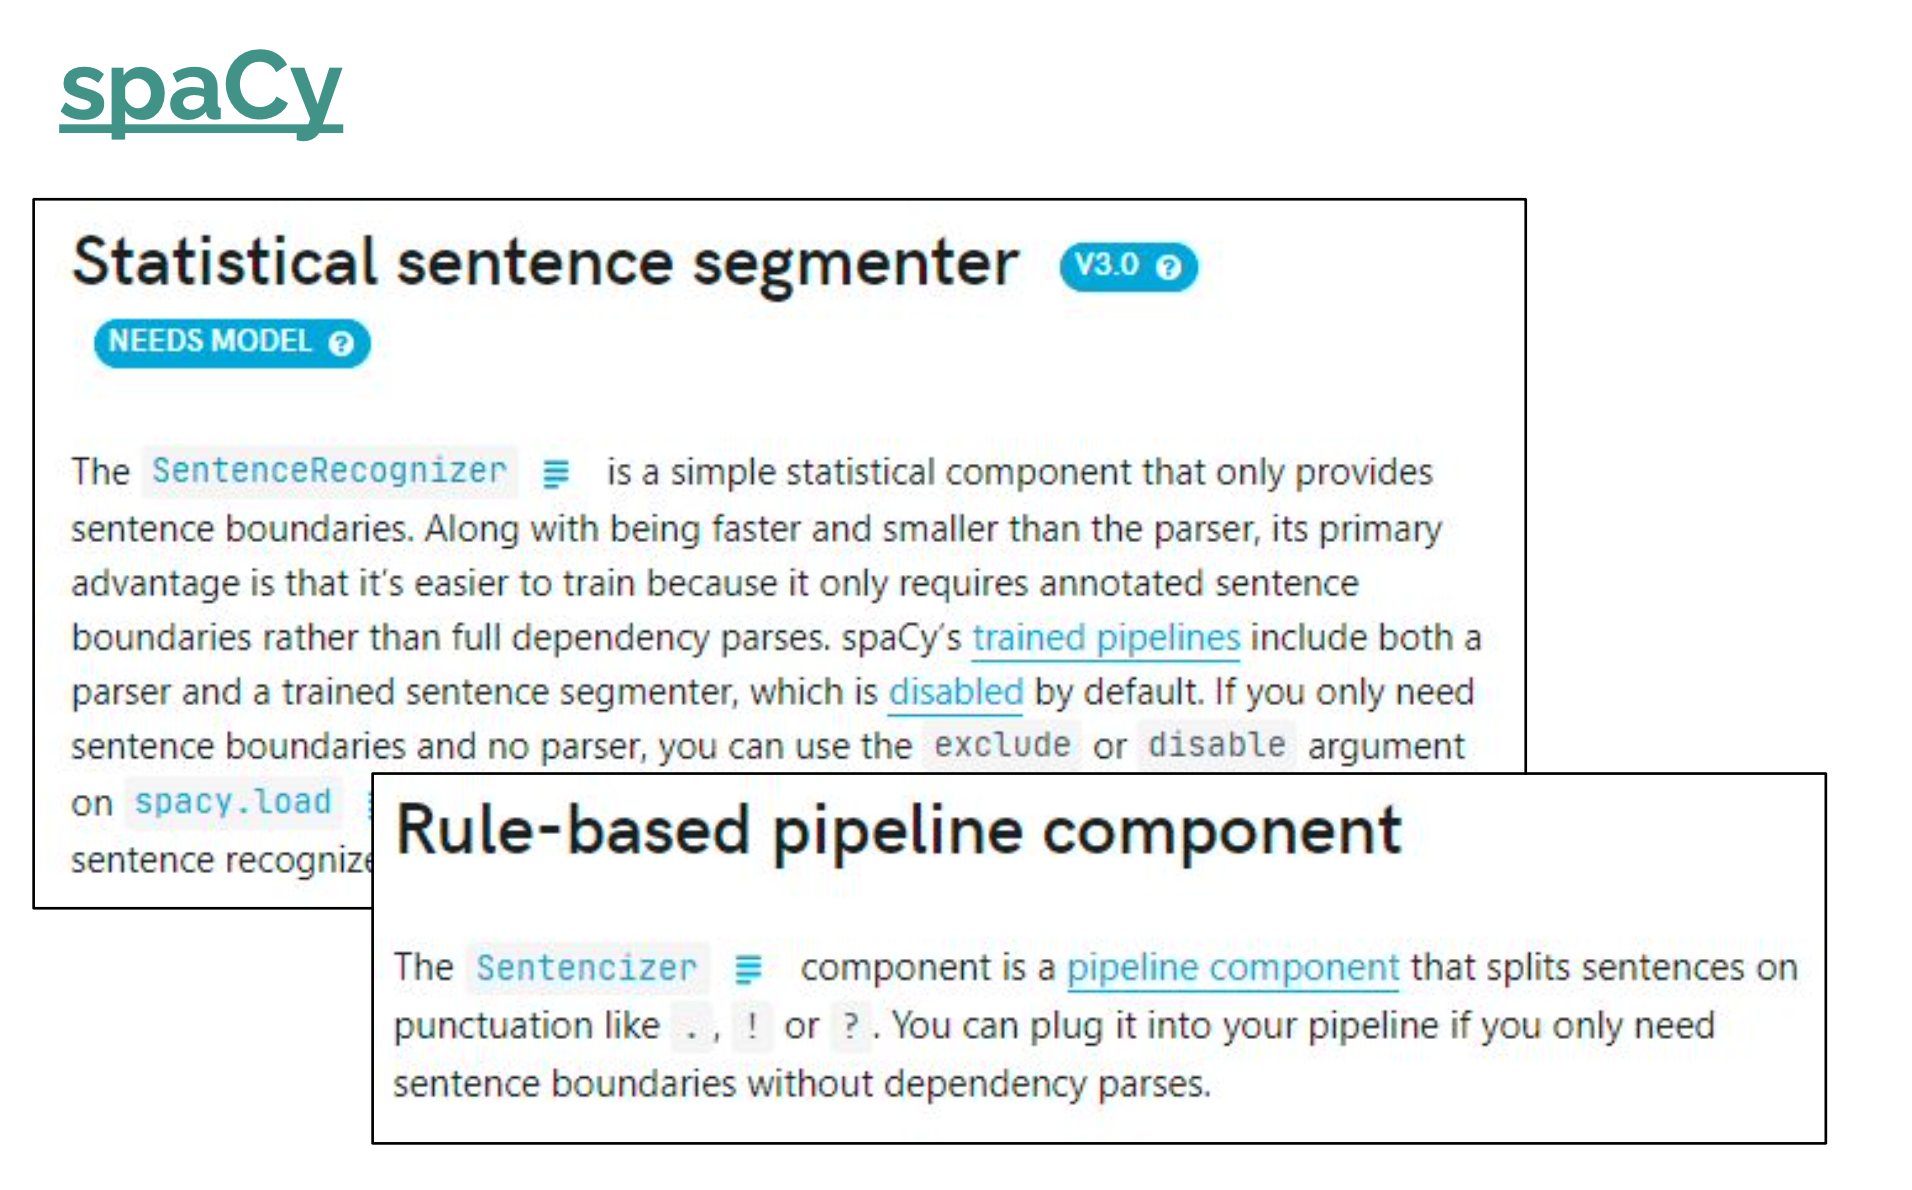 spaCy
Statistical sentence segmenter V3.0
NEEDS MODEL
The SentenceRecognizer is a simple statistical component that only provides
sentence boundaries. Along with being faster and smaller than the parser, its primary
advantage is that it's easier to train because it only requires annotated sentence
boundaries rather than full dependency parses. spaCy's trained pipelines include both a
parser and a trained sentence segmenter, which is disabled by default. If you only need
sentence boundaries and no parser, you can use the exclude or disable argument
on spacy.load
sentence
Rule-based pipeline component
The Sentencizer component is a pipeline component that splits sentences on
punctuation like ., ! or ?. You can plug it into your pipeline if you only need
sentence boundaries without dependency parses.